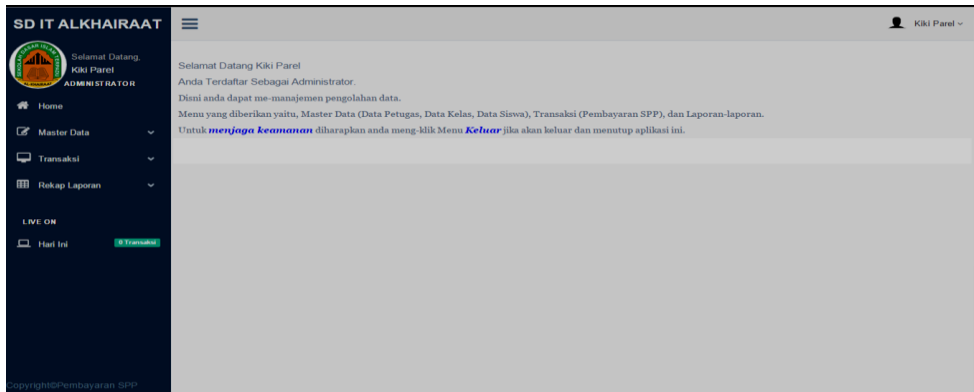 SD IT ALKHAIRAAT
Kiki Parel
Selamat Datang,
Kiki Parel
ADMINISTRATOR
Home
Master Data
Transaksi
Rekap Laporan
LIVE ON
Hari Ini
0 Transaksi
Copyright©Pembayaran SPP
Selamat Datang Kiki Parel
Anda Terdaftar Sebagai Administrator.
Disni anda dapat me-manajemen pengolahan data.
Menu yang diberikan yaitu, Master Data (Data Petugas, Data Kelas, Data Siswa), Transaksi (Pembayaran SPP), dan Laporan-laporan.
Untuk menjaga keamanan diharapkan anda meng-klik Menu Keluar jika akan keluar dan menutup aplikasi ini.